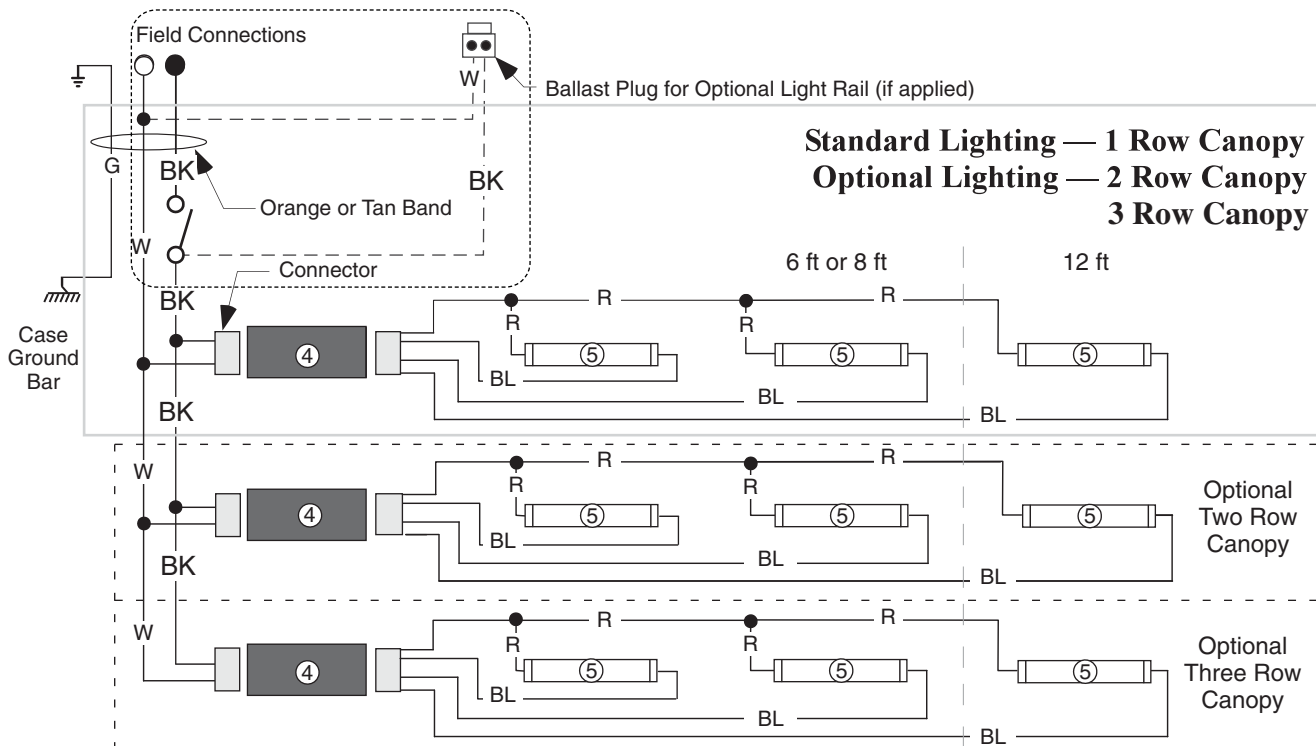 Field Connections
W
Ballast Plug for Optional Light Rail (if applied)
Standard Lighting — 1 Row Canopy
Optional Lighting — 2 Row Canopy
3 Row Canopy
G
BK
BK
Orange or Tan Band
W
Connector
6 ft or 8 ft
12 ft
BK
Case
Ground
Bar
R
R
R
R
4
5
5
5
BL
BL
BL
BK
W
R
R
R
R
4
5
5
5
BL
BL
BL
Optional
Two Row
Canopy
BK
W
R
R
R
R
4
5
5
5
BL
BL
BL
Optional
Three Row
Canopy